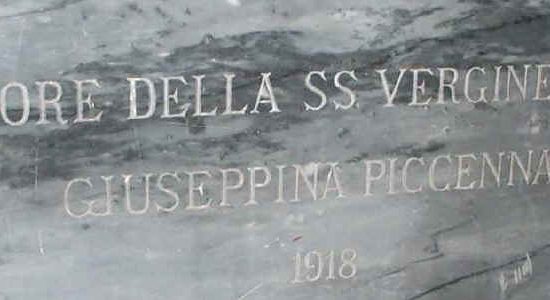 ORE DELLA SS VERGINE
GIUSEPPINA PICCENNA
1918